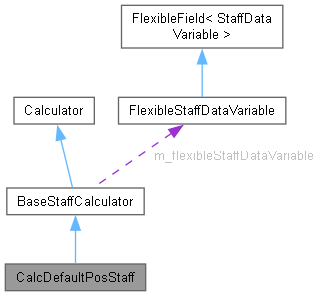 FlexibleField< StaffData
Variable >
Calculator
FlexibleStaffDataVariable
m_flexibleStaffDataVariable
BaseStaffCalculator
CalcDefaultPosStaff